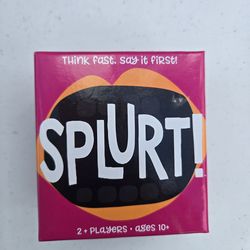 Think fast. Say it first!
SPLURT!
2+ PLAYERS • AGES 10+